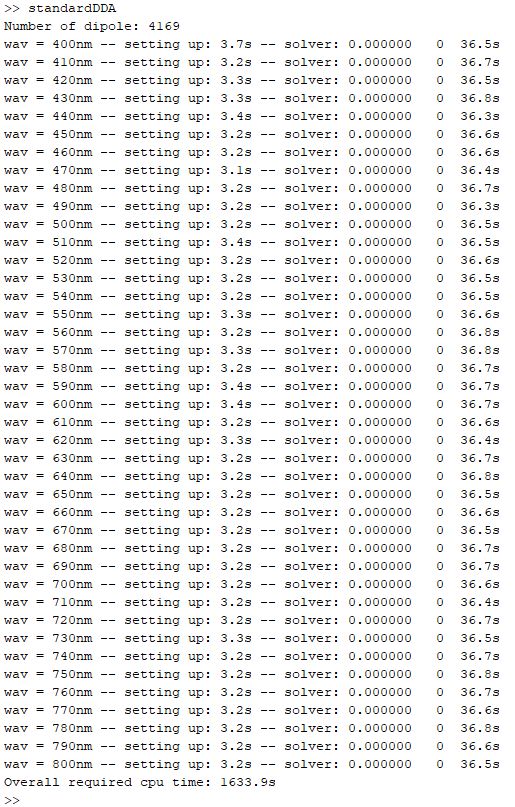 >> standardDDA
Number of dipole: 4169
wav = 400nm -- setting up: 3.7s -- solver: 0.000000   0  36.5s
wav = 410nm -- setting up: 3.2s -- solver: 0.000000   0  36.7s
wav = 420nm -- setting up: 3.3s -- solver: 0.000000   0  36.5s
wav = 430nm -- setting up: 3.3s -- solver: 0.000000   0  36.8s
wav = 440nm -- setting up: 3.4s -- solver: 0.000000   0  36.3s
wav = 450nm -- setting up: 3.2s -- solver: 0.000000   0  36.6s
wav = 460nm -- setting up: 3.2s -- solver: 0.000000   0  36.6s
wav = 470nm -- setting up: 3.1s -- solver: 0.000000   0  36.4s
wav = 480nm -- setting up: 3.2s -- solver: 0.000000   0  36.7s
wav = 490nm -- setting up: 3.2s -- solver: 0.000000   0  36.3s
wav = 500nm -- setting up: 3.2s -- solver: 0.000000   0  36.5s
wav = 510nm -- setting up: 3.4s -- solver: 0.000000   0  36.5s
wav = 520nm -- setting up: 3.2s -- solver: 0.000000   0  36.6s
wav = 530nm -- setting up: 3.2s -- solver: 0.000000   0  36.5s
wav = 540nm -- setting up: 3.2s -- solver: 0.000000   0  36.5s
wav = 550nm -- setting up: 3.3s -- solver: 0.000000   0  36.6s
wav = 560nm -- setting up: 3.2s -- solver: 0.000000   0  36.8s
wav = 570nm -- setting up: 3.3s -- solver: 0.000000   0  36.8s
wav = 580nm -- setting up: 3.2s -- solver: 0.000000   0  36.7s
wav = 590nm -- setting up: 3.4s -- solver: 0.000000   0  36.7s
wav = 600nm -- setting up: 3.4s -- solver: 0.000000   0  36.7s
wav = 610nm -- setting up: 3.2s -- solver: 0.000000   0  36.6s
wav = 620nm -- setting up: 3.3s -- solver: 0.000000   0  36.4s
wav = 630nm -- setting up: 3.2s -- solver: 0.000000   0  36.7s
wav = 640nm -- setting up: 3.2s -- solver: 0.000000   0  36.8s
wav = 650nm -- setting up: 3.2s -- solver: 0.000000   0  36.5s
wav = 660nm -- setting up: 3.2s -- solver: 0.000000   0  36.6s
wav = 670nm -- setting up: 3.2s -- solver: 0.000000   0  36.5s
wav = 680nm -- setting up: 3.2s -- solver: 0.000000   0  36.7s
wav = 690nm -- setting up: 3.2s -- solver: 0.000000   0  36.7s
wav = 700nm -- setting up: 3.2s -- solver: 0.000000   0  36.6s
wav = 710nm -- setting up: 3.2s -- solver: 0.000000   0  36.4s
wav = 720nm -- setting up: 3.2s -- solver: 0.000000   0  36.7s
wav = 730nm -- setting up: 3.3s -- solver: 0.000000   0  36.5s
wav = 740nm -- setting up: 3.2s -- solver: 0.000000   0  36.7s
wav = 750nm -- setting up: 3.2s -- solver: 0.000000   0  36.8s
wav = 760nm -- setting up: 3.2s -- solver: 0.000000   0  36.7s
wav = 770nm -- setting up: 3.2s -- solver: 0.000000   0  36.6s
wav = 780nm -- setting up: 3.2s -- solver: 0.000000   0  36.8s
wav = 790nm -- setting up: 3.2s -- solver: 0.000000   0  36.6s
wav = 800nm -- setting up: 3.2s -- solver: 0.000000   0  36.5s
Overall required cpu time: 1633.9s
>>